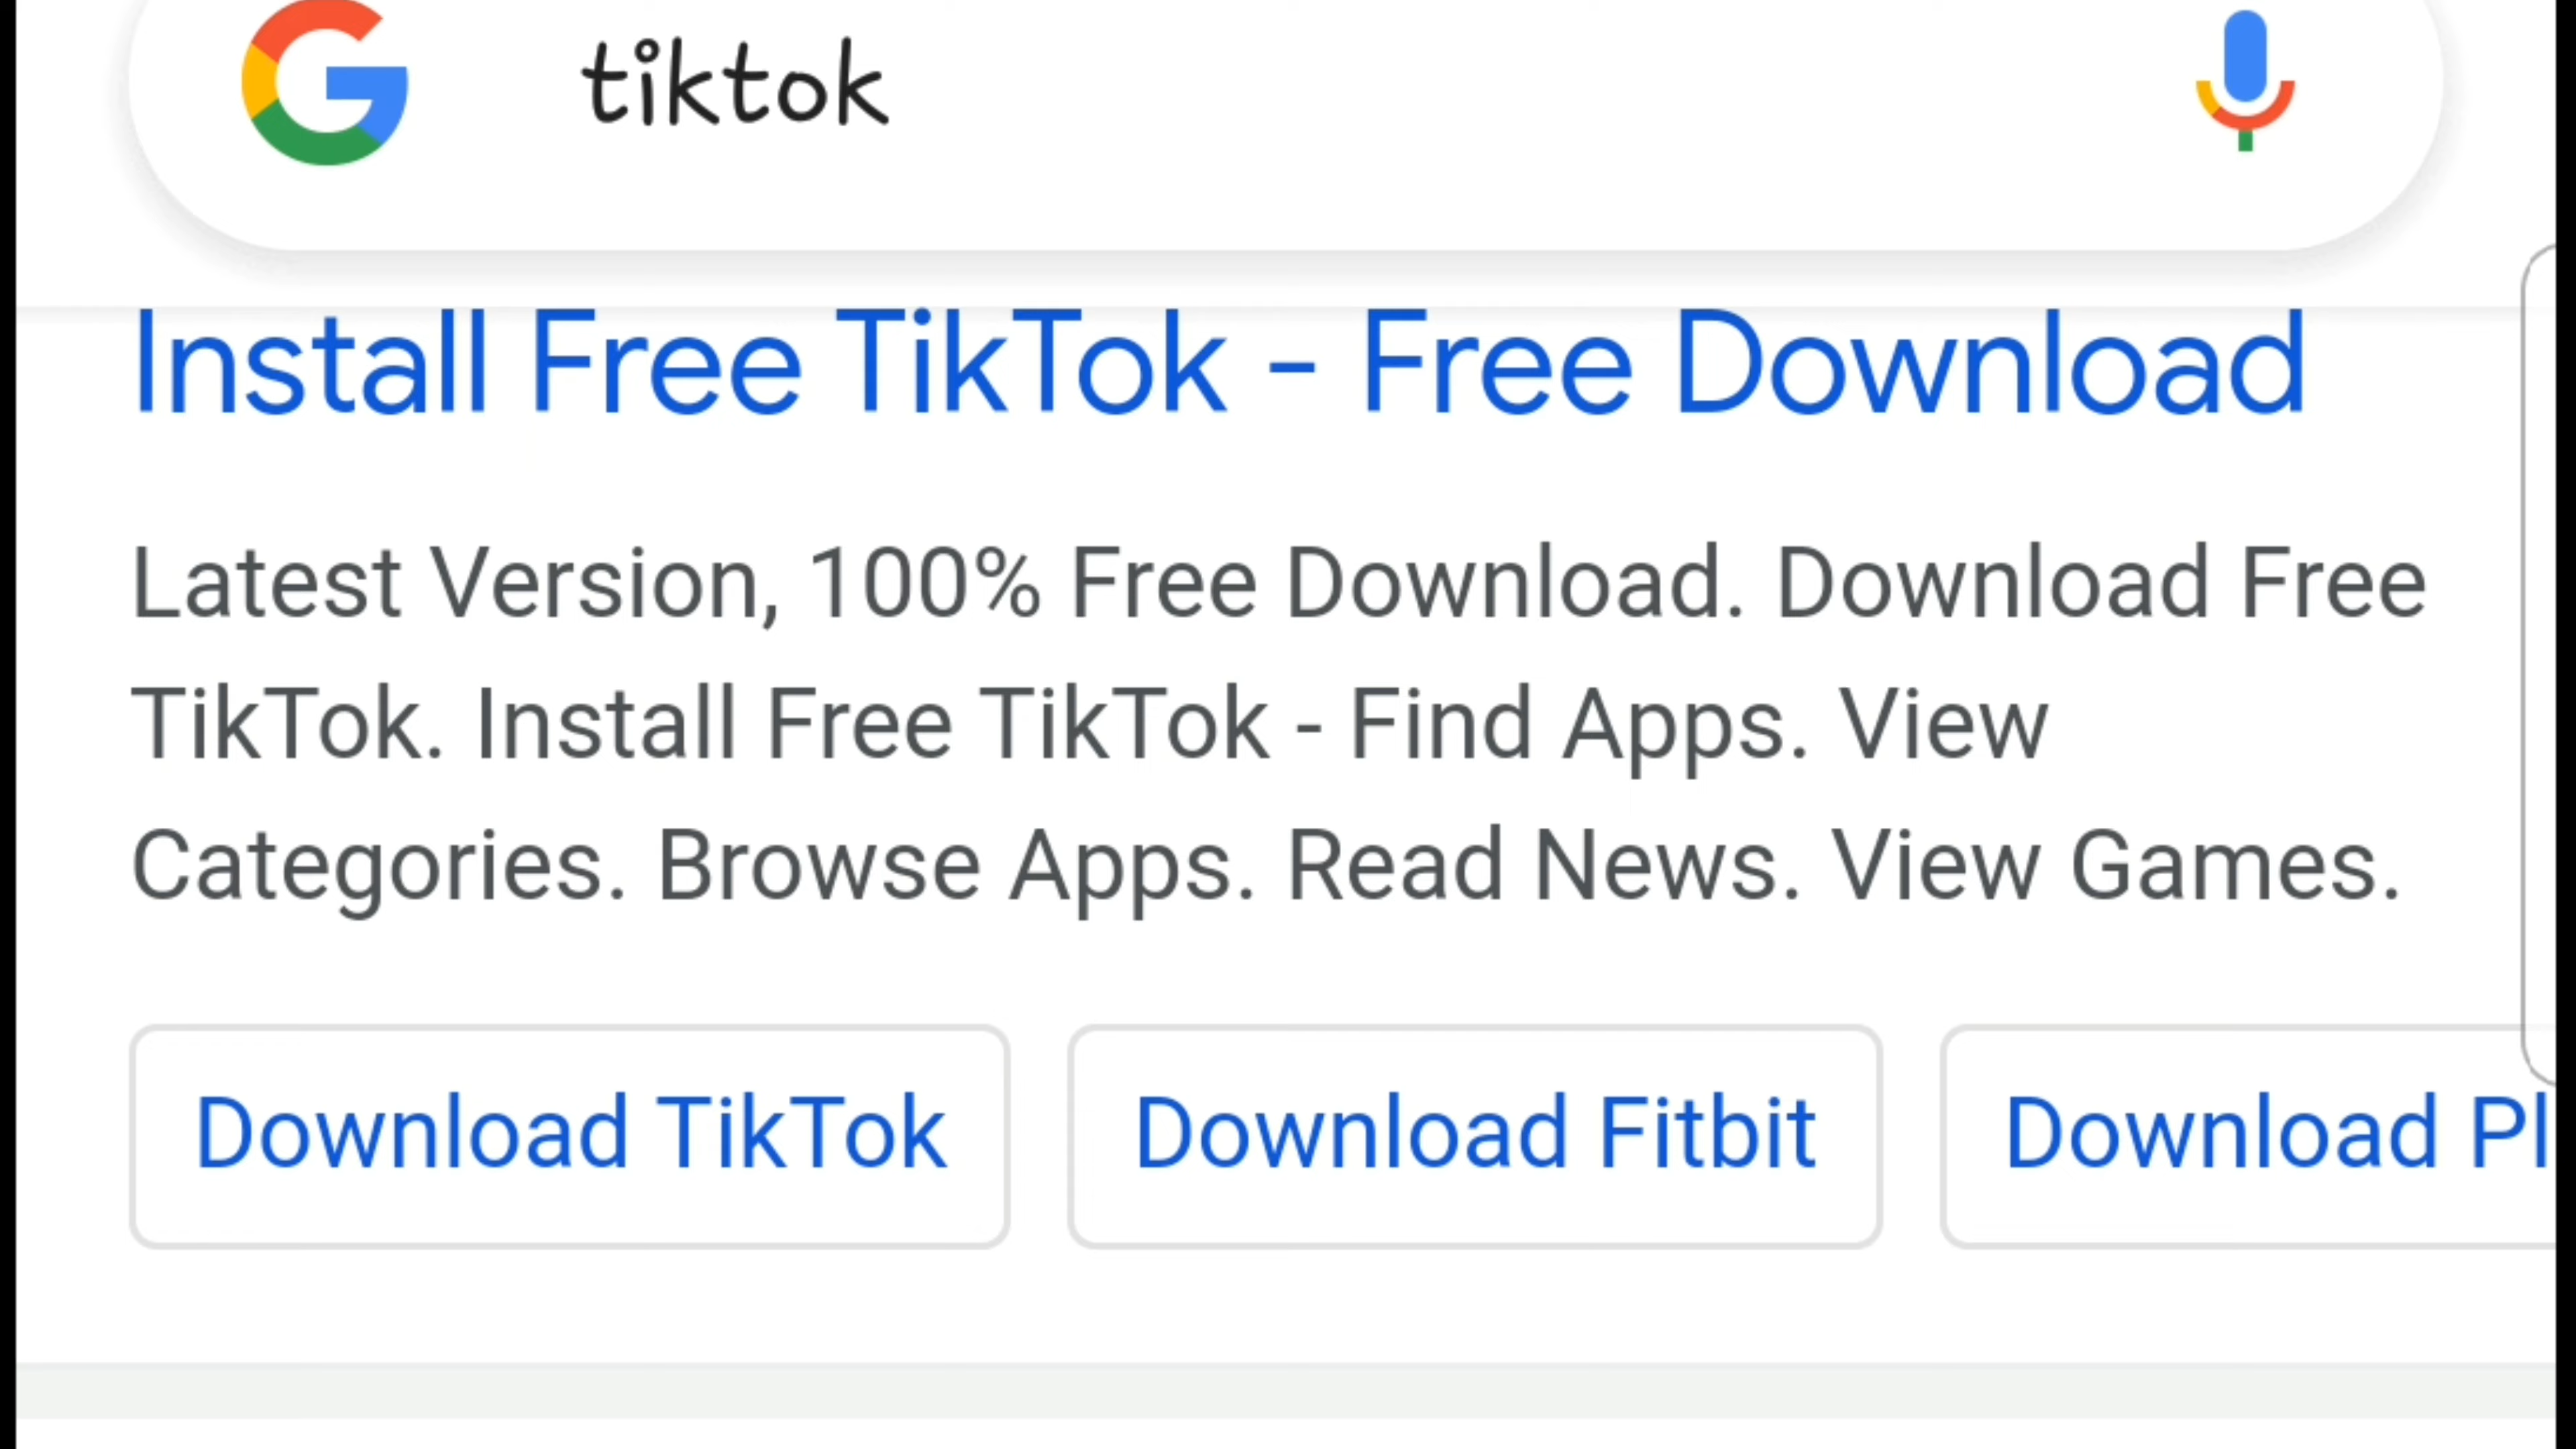 tiktok
Install Free TikTok - Free Download
Latest Version, 100% Free Download. Download Free
TikTok. Install Free TikTok - Find Apps. View
Categories. Browse Apps. Read News. View Games.
Download TikTok
Download Fitbit
Download Pl